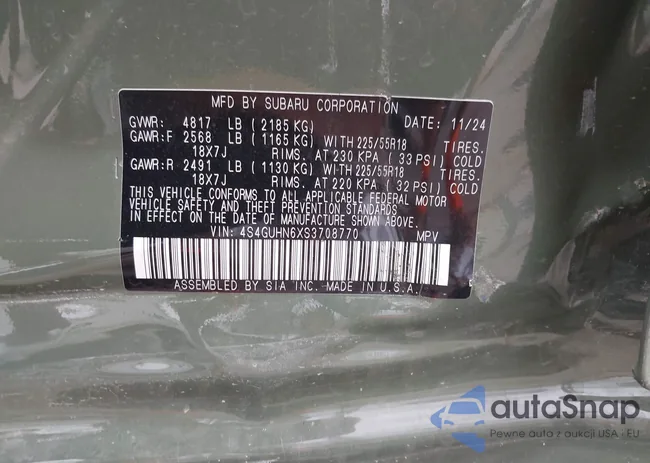 MFD BY SUBARU CORPORATION
GVWR: 4817 LB (2185 KG) DATE: 11/24
GAWR:F 2568 LB (1165 KG) WITH 225/55R18 TIRES.
18X7J RIMS. AT 230 KPA (33 PSI) COLD
GAWR:R 2491 LB (1130 KG) WITH 225/55R18 TIRES.
18X7J RIMS. AT 220 KPA (32 PSI) COLD
THIS VEHICLE CONFORMS TO ALL APPLICABLE FEDERAL MOTOR
VEHICLE SAFETY AND THEFT PREVENTION STANDARDS
IN EFFECT ON THE DATE OF MANUFACTURE SHOWN ABOVE.
VIN: 4S4GUHN6XS3708770 MPV
ASSEMBLED BY SIA INC. MADE IN U.S.A.
autoSnap
Pewne auto z aukcji USA i EU